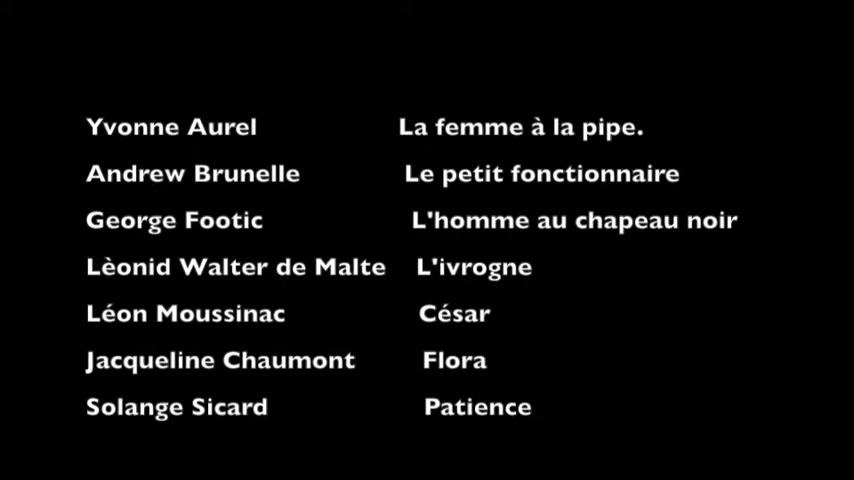 Yvonne Aurel La femme à la pipe.
Andrew Brunelle Le petit fonctionnaire
George Footic L'homme au chapeau noir
Lèonid Walter de Malte L'ivrogne
Léon Moussinac César
Jacqueline Chaumont Flora
Solange Sicard Patience